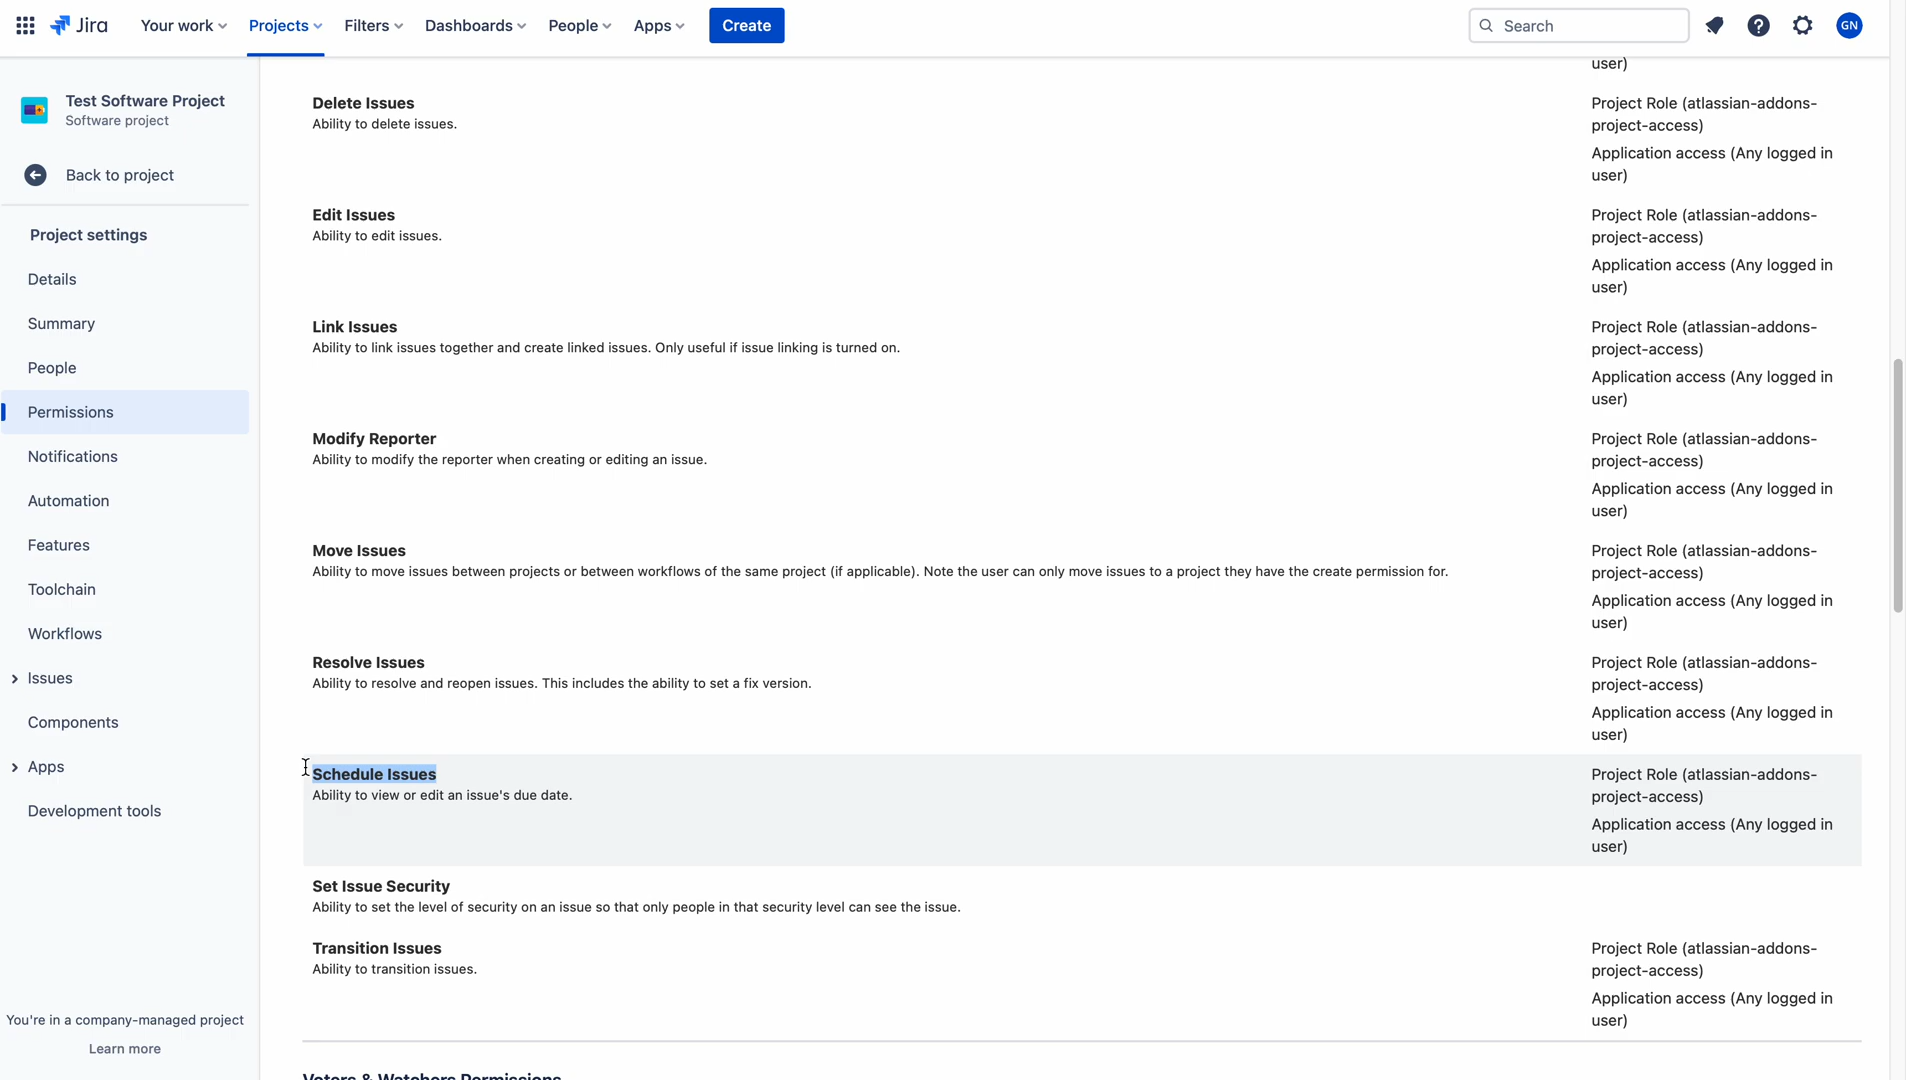 Jira
Your work
Projects
Filters
Dashboards
People
Apps
Create
Search
GN
Test Software Project
Software project
Back to project
Project settings
Details
Summary
People
Permissions
Notifications
Automation
Features
Toolchain
Workflows
Issues
Components
Apps
Development tools
You're in a company-managed project
Learn more
user)
Delete Issues
Ability to delete issues.
Project Role (atlassian-addons-
project-access)
Application access (Any logged in
user)
Edit Issues
Ability to edit issues.
Project Role (atlassian-addons-
project-access)
Application access (Any logged in
user)
Link Issues
Ability to link issues together and create linked issues. Only useful if issue linking is turned on.
Project Role (atlassian-addons-
project-access)
Application access (Any logged in
user)
Modify Reporter
Ability to modify the reporter when creating or editing an issue.
Project Role (atlassian-addons-
project-access)
Application access (Any logged in
user)
Move Issues
Ability to move issues between projects or between workflows of the same project (if applicable). Note the user can only move issues to a project they have the create permission for.
Project Role (atlassian-addons-
project-access)
Application access (Any logged in
user)
Resolve Issues
Ability to resolve and reopen issues. This includes the ability to set a fix version.
Project Role (atlassian-addons-
project-access)
Application access (Any logged in
user)
Schedule Issues
Ability to view or edit an issue's due date.
Project Role (atlassian-addons-
project-access)
Application access (Any logged in
user)
Set Issue Security
Ability to set the level of security on an issue so that only people in that security level can see the issue.
Transition Issues
Ability to transition issues.
Project Role (atlassian-addons-
project-access)
Application access (Any logged in
user)
Voters & Watchers Permissions